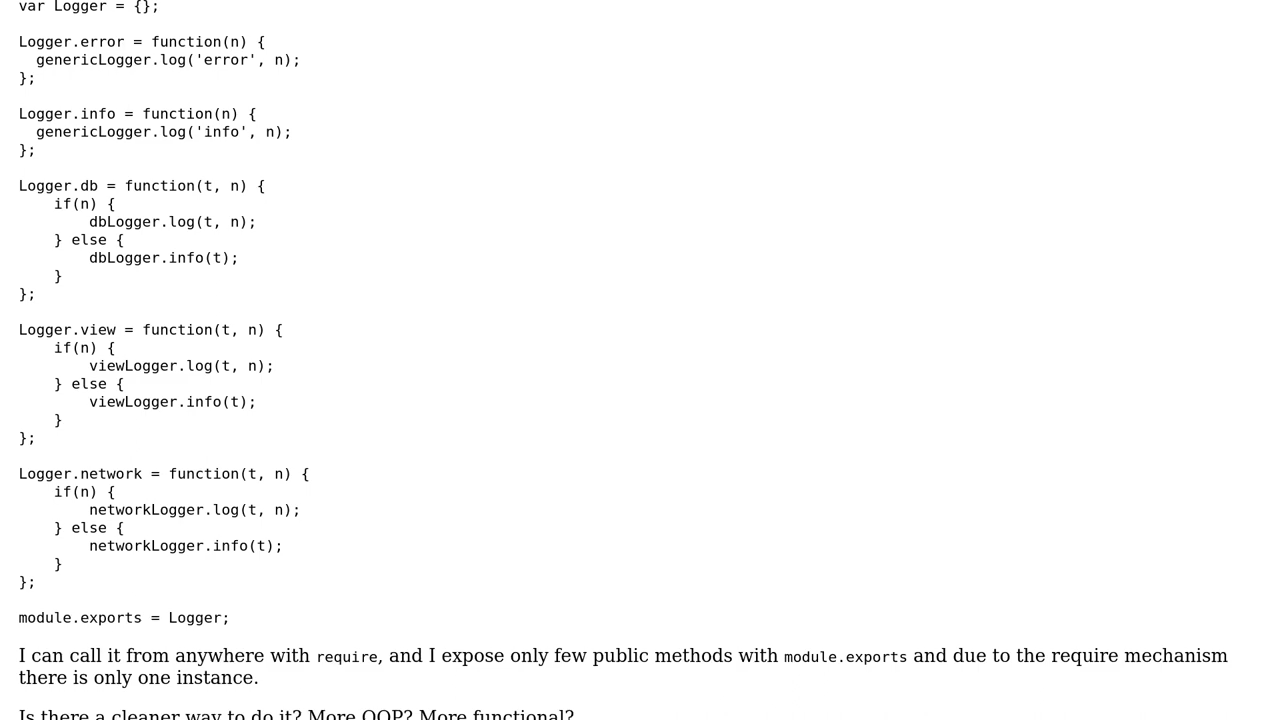 var Logger = {};

Logger.error = function(n) {
  genericLogger.log('error', n);
};

Logger.info = function(n) {
  genericLogger.log('info', n);
};

Logger.db = function(t, n) {
    if(n) {
        dbLogger.log(t, n);
    } else {
        dbLogger.info(t);
    }
};

Logger.view = function(t, n) {
    if(n) {
        viewLogger.log(t, n);
    } else {
        viewLogger.info(t);
    }
};

Logger.network = function(t, n) {
    if(n) {
        networkLogger.log(t, n);
    } else {
        networkLogger.info(t);
    }
};

module.exports = Logger;

I can call it from anywhere with require, and I expose only few public methods with module.exports and due to the require mechanism
there is only one instance.

Is there a cleaner way to do it? More OOP? More functional?